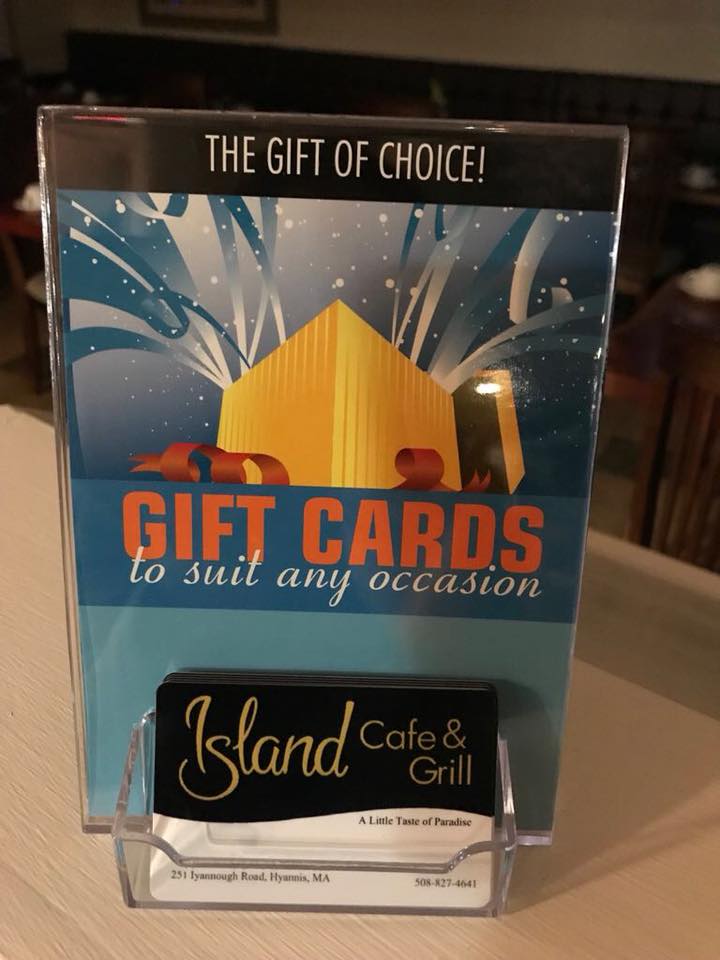 THE GIFT OF CHOICE!
GIFT CARDS
to suit any occasion
Island Cafe &
Grill
A Little Taste of Paradise
251 Iyannough Road, Hyannis, MA 508-827-4641